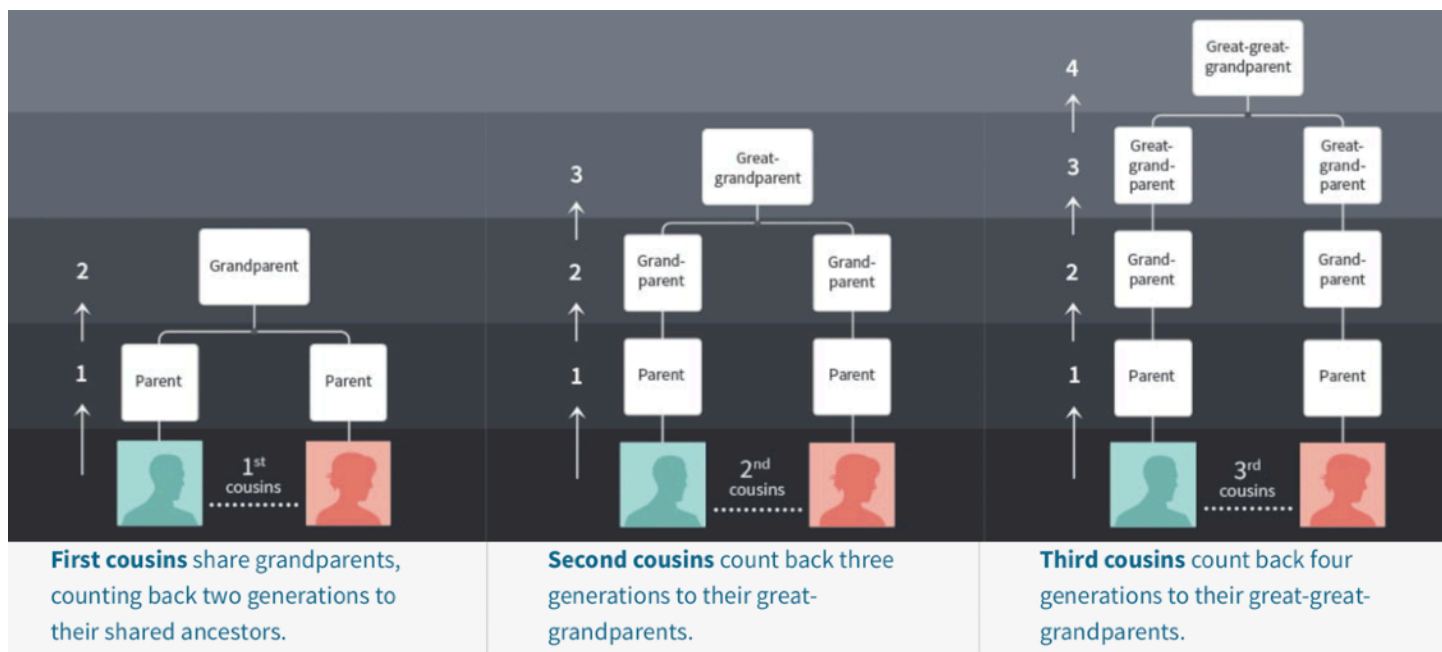 2
1
Grandparent
Parent
Parent
1st
cousins
First cousins share grandparents,
counting back two generations to
their shared ancestors.
3
2
1
Great-
grandparent
Grand-
parent
Grand-
parent
Parent
Parent
2nd
cousins
Second cousins count back three
generations to their great-
grandparents.
4
3
2
1
Great-great-
grandparent
Great-
grand-
parent
Great-
grand-
parent
Grand-
parent
Grand-
parent
Parent
Parent
3rd
cousins
Third cousins count back four
generations to their great-great-
grandparents.